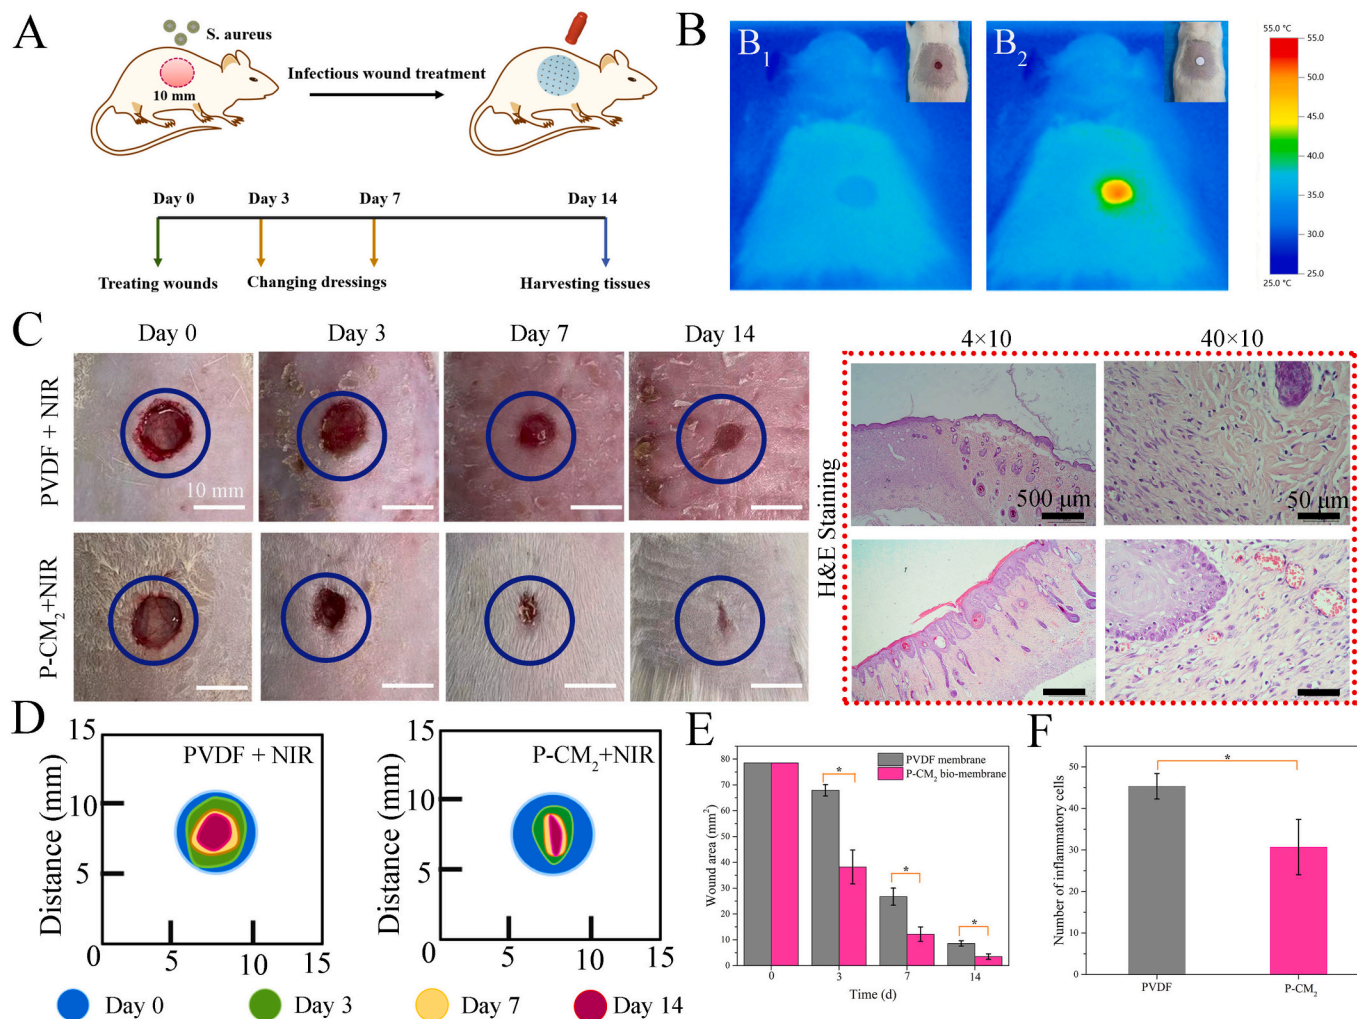 A
S. aureus
10 mm
Infectious wound treatment
Day 0
Day 3
Day 7
Day 14
Treating wounds
Changing dressings
Harvesting tissues
B
B1
B2
55.0 °C
55.0
50.0
45.0
40.0
35.0
30.0
25.0
25.0 °C
C
Day 0
Day 3
Day 7
Day 14
4×10
40×10
PVDF + NIR
10 mm
P-CM2+NIR
H&E Staining
500 μm
50 μm
D
15
10
5
0
5
10
15
Distance (mm)
PVDF + NIR
15
10
5
0
5
10
15
Distance (mm)
P-CM2+NIR
Day 0
Day 3
Day 7
Day 14
E
80
70
60
50
40
30
20
10
0
Wound area (mm2)
PVDF membrane
P-CM2 bio-membrane
*
*
*
0
3
7
14
Time (d)
F
50
45
40
30
20
10
0
Number of inflammatory cells
*
PVDF
P-CM2